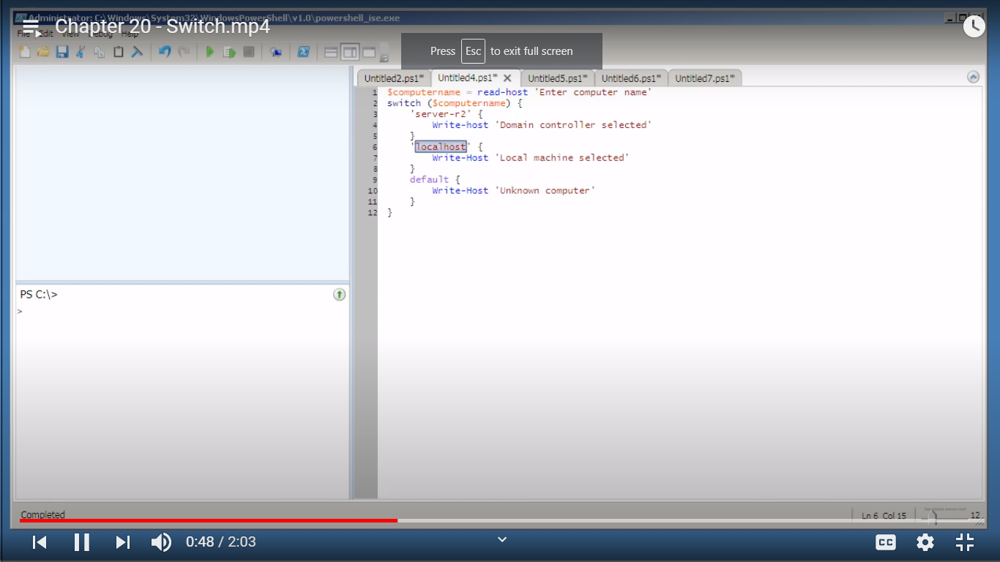 Administrator: C:\Windows\System32\WindowsPowerShell\v1.0\powershell_ise.exe
Chapter 20 - Switch.mp4
File Edit View Debug Help
Press Esc to exit full screen
Untitled2.ps1* Untitled4.ps1* Untitled5.ps1* Untitled6.ps1* Untitled7.ps1*
1 $computername = read-host 'Enter computer name'
2 switch ($computername) {
3 'server-r2' {
4 Write-host 'Domain controller selected'
5 }
6 'localhost' {
7 Write-Host 'Local machine selected'
8 }
9 default {
10 Write-Host 'Unknown computer'
11 }
12 }
PS C:\>
>
Completed
Ln 6 Col 15
12
0:48 / 2:03
CC